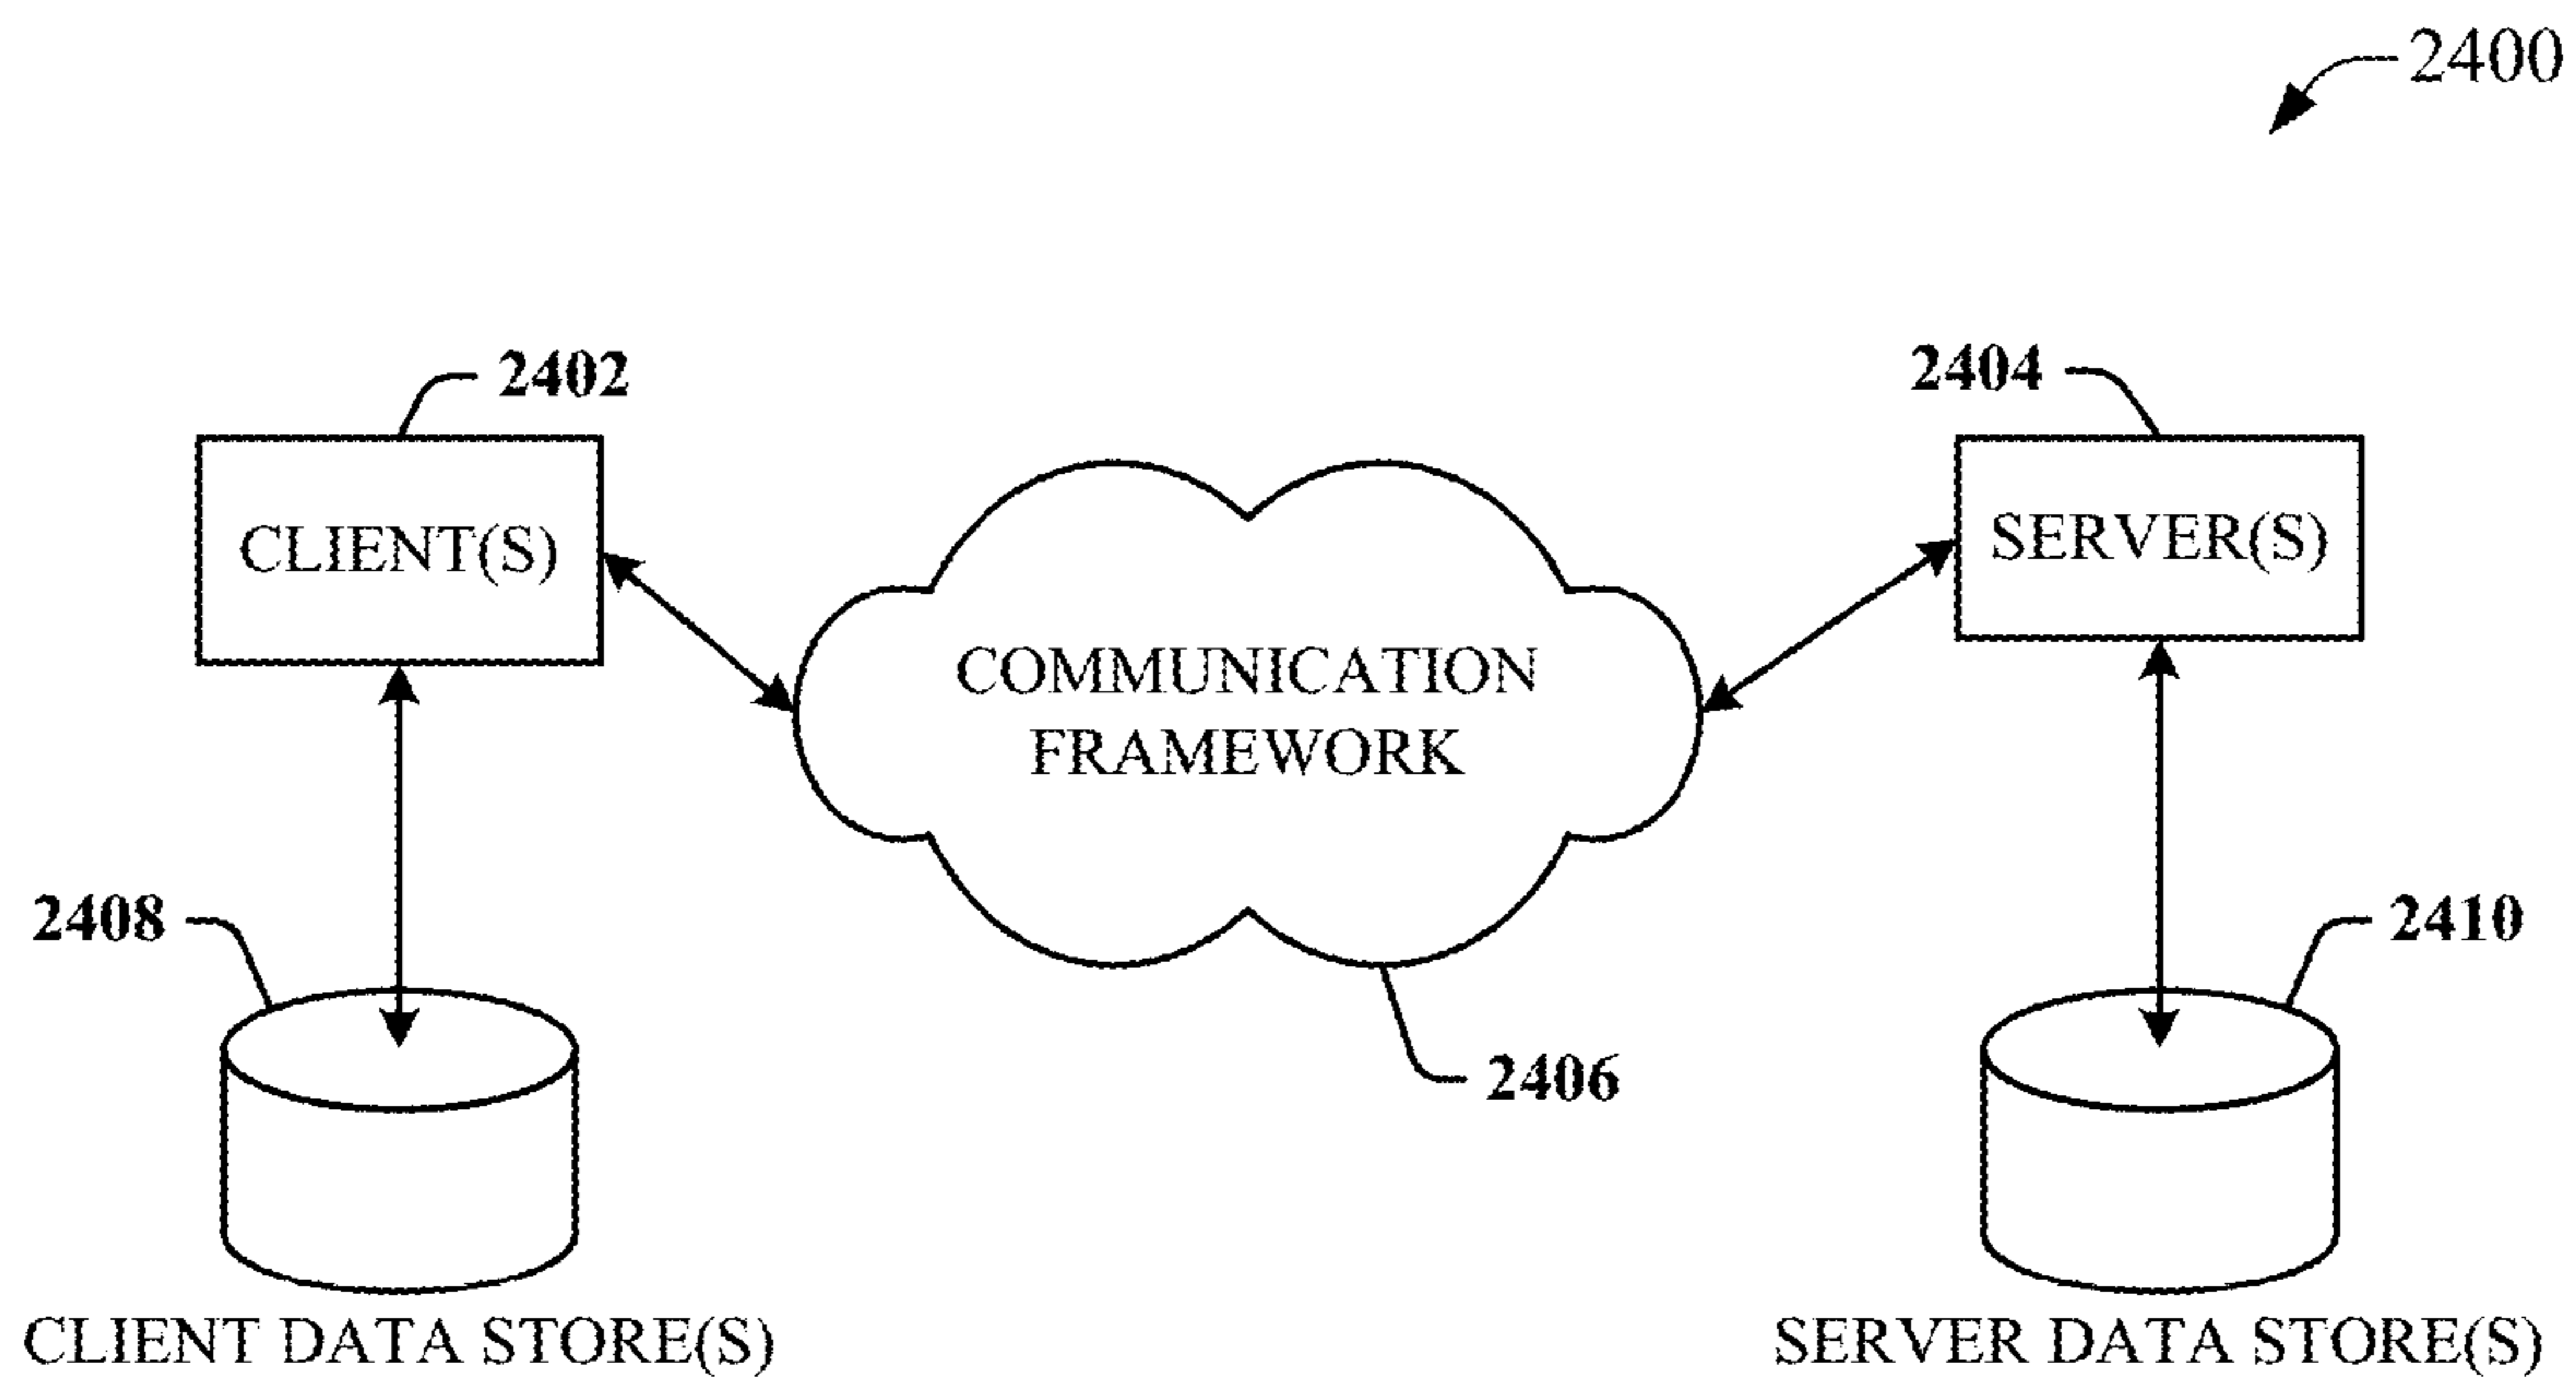 2400
2402
2404
CLIENT(S)
SERVER(S)
COMMUNICATION
FRAMEWORK
2408
2410
2406
CLIENT DATA STORE(S)
SERVER DATA STORE(S)